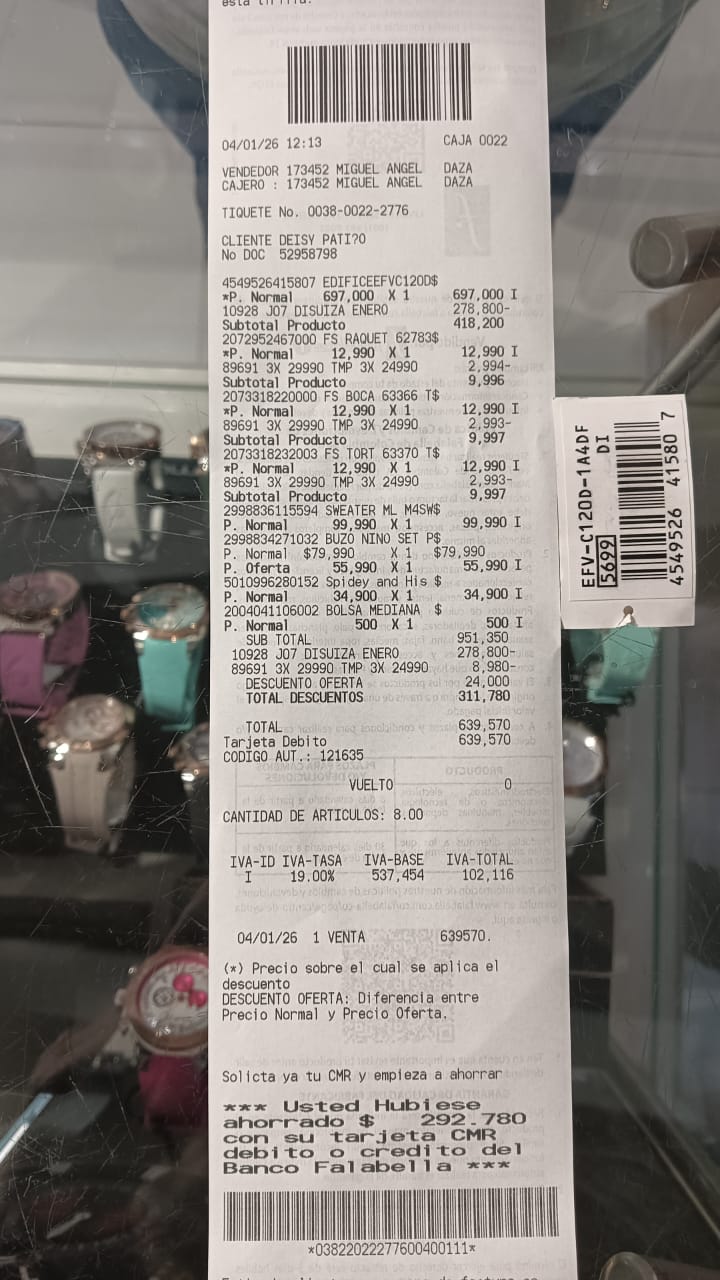 esta tirilla.
04/01/26 12:13 CAJA 0022
VENDEDOR 173452 MIGUEL ANGEL DAZA
CAJERO : 173452 MIGUEL ANGEL DAZA
TIQUETE No. 0038-0022-2776
CLIENTE DEISY PATI?O
No DOC 52958798
4549526415807 EDIFICEEFVC120D$
*P. Normal 697,000 X 1 697,000 I
10928 J07 DISUIZA ENERO 278,800-
Subtotal Producto 418,200
2072952467000 FS RAQUET 62783$
*P. Normal 12,990 X 1 12,990 I
89691 3X 29990 TMP 3X 24990 2,994-
Subtotal Producto 9,996
2073318220000 FS BOCA 63366 T$
*P. Normal 12,990 X 1 12,990 I
89691 3X 29990 TMP 3X 24990 2,993-
Subtotal Producto 9,997
2073318232003 FS TORT 63370 T$
*P. Normal 12,990 X 1 12,990 I
89691 3X 29990 TMP 3X 24990 2,993-
Subtotal Producto 9,997
2998836115594 SWEATER ML M4SW$
P. Normal 99,990 X 1 99,990 I
2998834271032 BUZO NINO SET P$
P. Normal $79,990 X 1 $79,990
P. Oferta 55,990 X 1 55,990 I
5010996280152 Spidey and His $
P. Normal 34,900 X 1 34,900 I
2004041106002 BOLSA MEDIANA $
P. Normal 500 X 1 500 I
SUB TOTAL 951,350
10928 J07 DISUIZA ENERO 278,800-
89691 3X 29990 TMP 3X 24990 8,980-
DESCUENTO OFERTA 24,000
TOTAL DESCUENTOS 311,780
TOTAL 639,570
Tarjeta Debito 639,570
CODIGO AUT.: 121635
VUELTO 0
CANTIDAD DE ARTICULOS: 8.00
IVA-ID IVA-TASA IVA-BASE IVA-TOTAL
I 19.00% 537,454 102,116
04/01/26 1 VENTA 639570.
(*) Precio sobre el cual se aplica el
descuento
DESCUENTO OFERTA: Diferencia entre
Precio Normal y Precio Oferta.
Solicta ya tu CMR y empieza a ahorrar
*** Usted Hubiese
ahorrado $ 292.780
con su tarjeta CMR
debito o credito del
Banco Falabella ***
*03822022277600400111*
EFV-C120D-1A4DF
DI
5699
4549526 41580 7